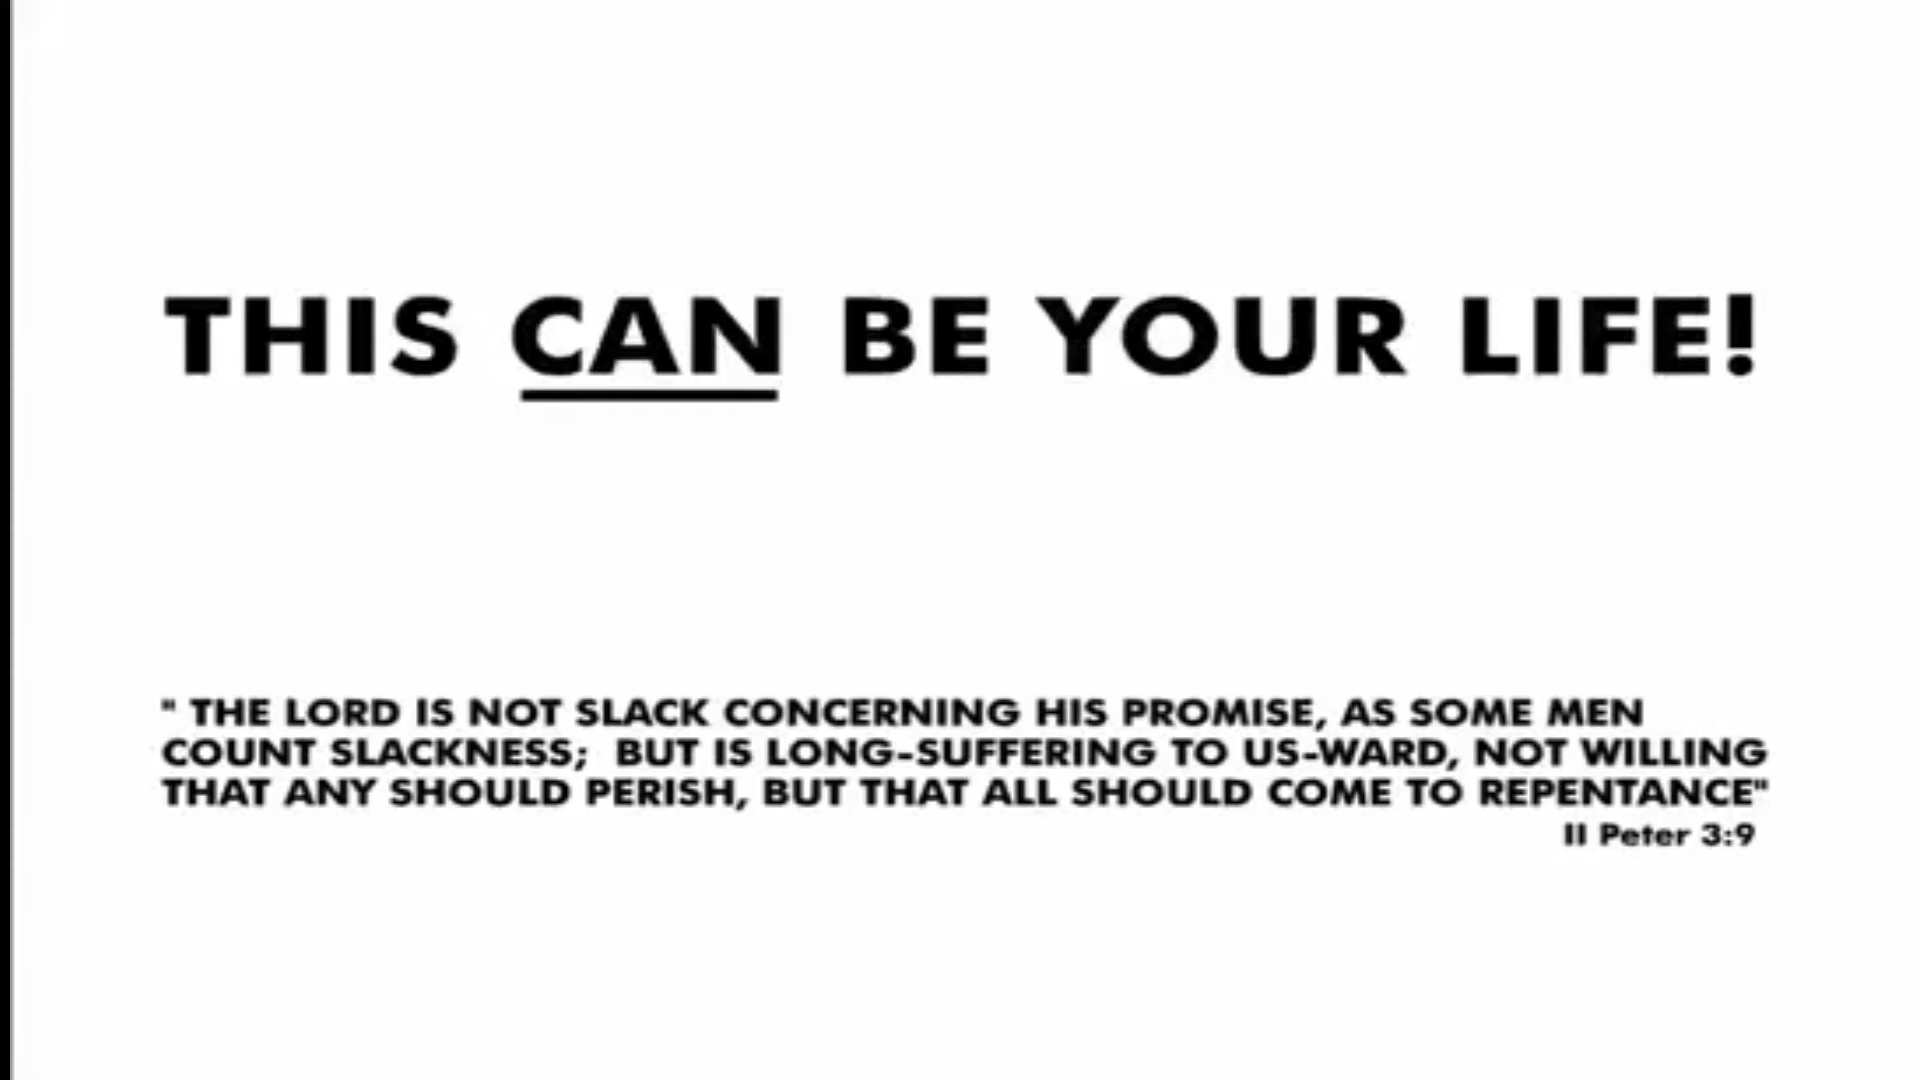 THIS CAN BE YOUR LIFE!
" THE LORD IS NOT SLACK CONCERNING HIS PROMISE, AS SOME MEN
COUNT SLACKNESS;  BUT IS LONG-SUFFERING TO US-WARD, NOT WILLING
THAT ANY SHOULD PERISH, BUT THAT ALL SHOULD COME TO REPENTANCE"
II Peter 3:9